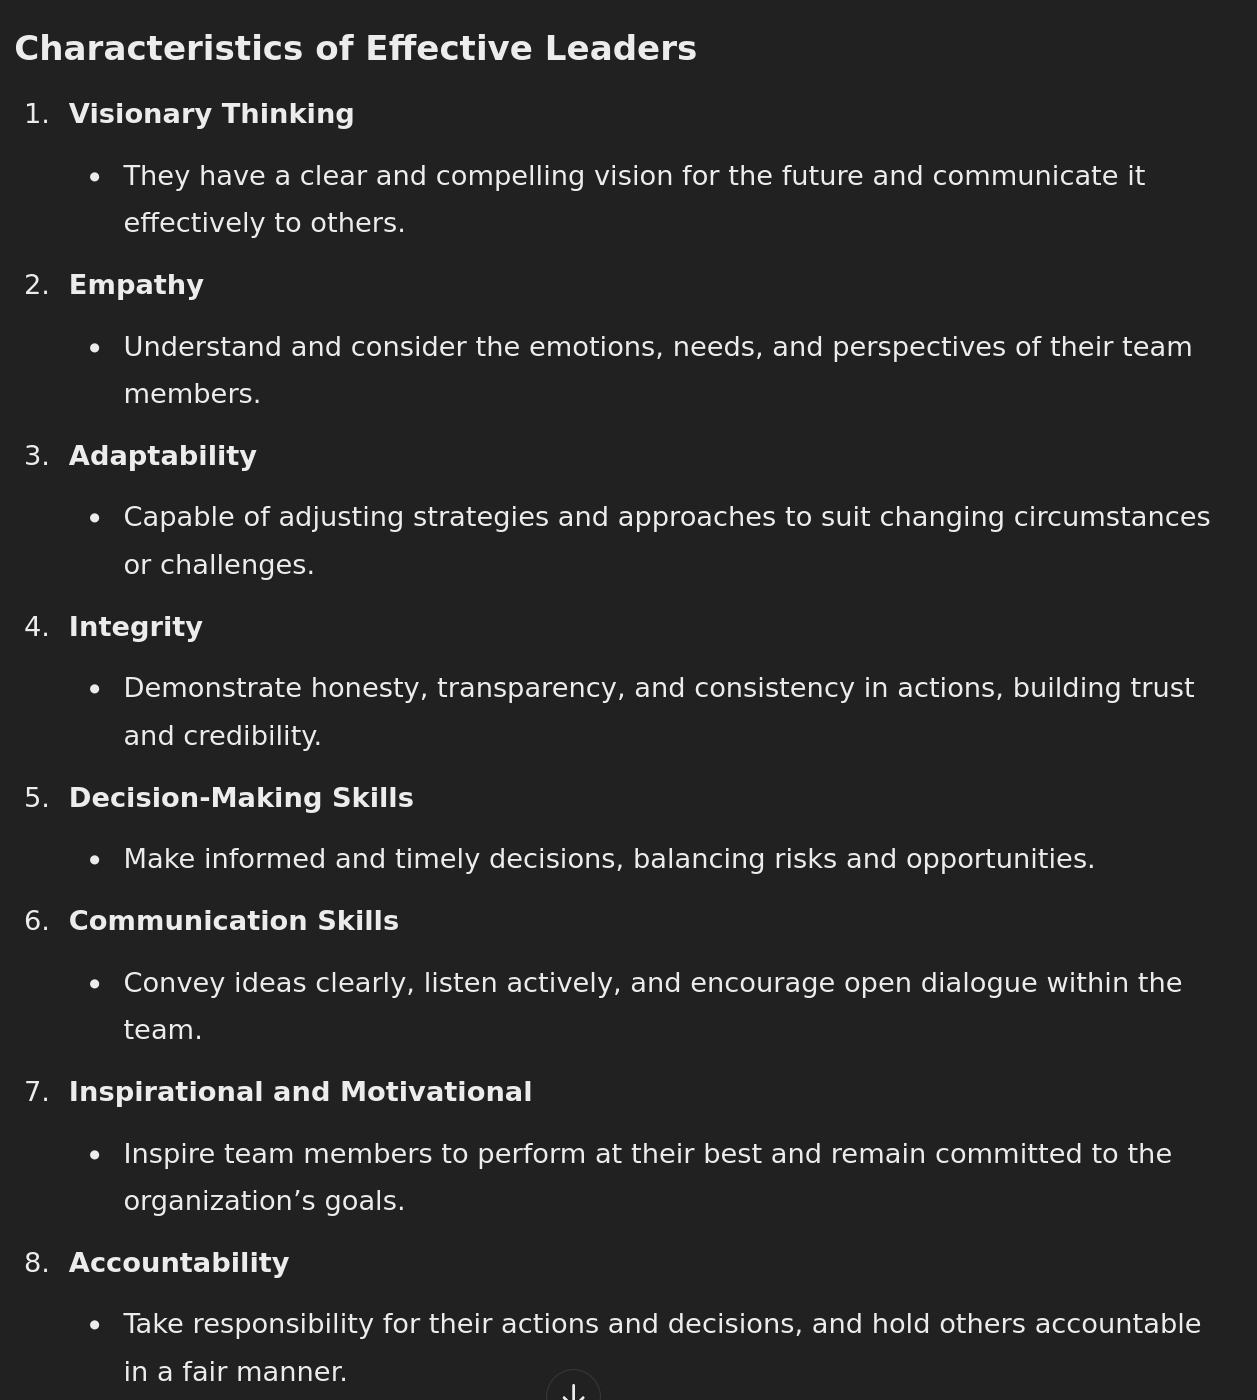 Characteristics of Effective Leaders
1. Visionary Thinking
• They have a clear and compelling vision for the future and communicate it
effectively to others.
2. Empathy
• Understand and consider the emotions, needs, and perspectives of their team
members.
3. Adaptability
• Capable of adjusting strategies and approaches to suit changing circumstances
or challenges.
4. Integrity
• Demonstrate honesty, transparency, and consistency in actions, building trust
and credibility.
5. Decision-Making Skills
• Make informed and timely decisions, balancing risks and opportunities.
6. Communication Skills
• Convey ideas clearly, listen actively, and encourage open dialogue within the
team.
7. Inspirational and Motivational
• Inspire team members to perform at their best and remain committed to the
organization’s goals.
8. Accountability
• Take responsibility for their actions and decisions, and hold others accountable
in a fair manner.